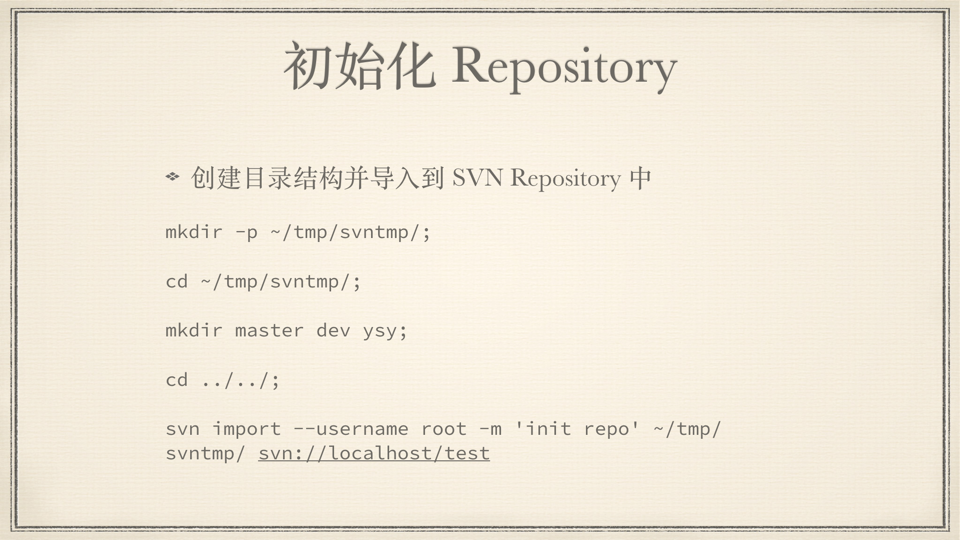 初始化 Repository
创建目录结构并导入到 SVN Repository 中
mkdir -p ~/tmp/svntmp/;
cd ~/tmp/svntmp/;
mkdir master dev ysy;
cd ../../;
svn import --username root -m 'init repo' ~/tmp/
svntmp/ svn://localhost/test